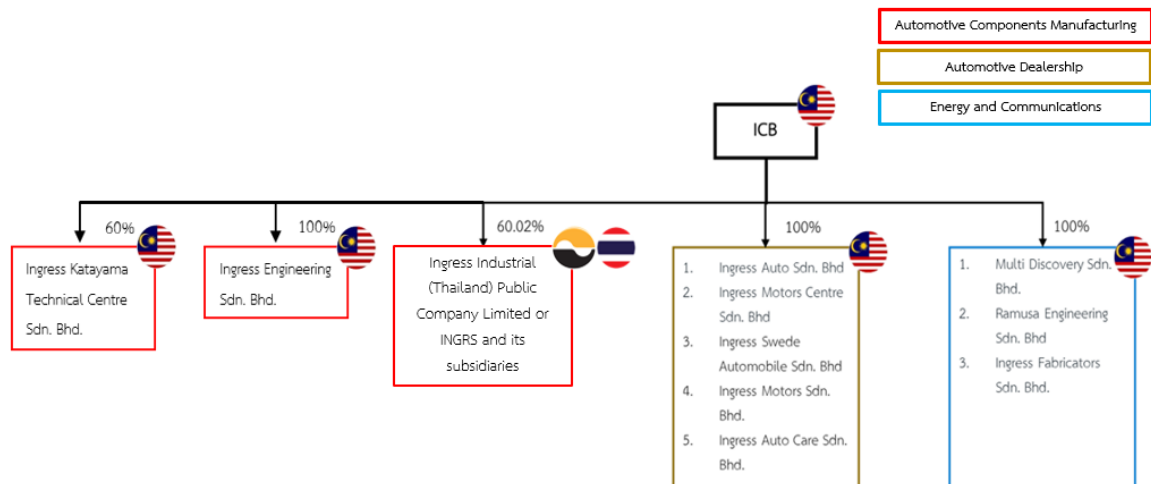 Automotive Components Manufacturing
Automotive Dealership
Energy and Communications
ICB
60%
100%
60.02%
100%
100%
Ingress Katayama
Technical Centre
Sdn. Bhd.
Ingress Engineering
Sdn. Bhd.
Ingress Industrial
(Thailand) Public
Company Limited or
INGRS and its
subsidiaries
1. Ingress Auto Sdn. Bhd
2. Ingress Motors Centre
Sdn. Bhd
3. Ingress Swede
Automobile Sdn. Bhd
4. Ingress Motors Sdn.
Bhd.
5. Ingress Auto Care Sdn.
Bhd.
1. Multi Discovery Sdn.
Bhd.
2. Ramusa Engineering
Sdn. Bhd
3. Ingress Fabricators
Sdn. Bhd.